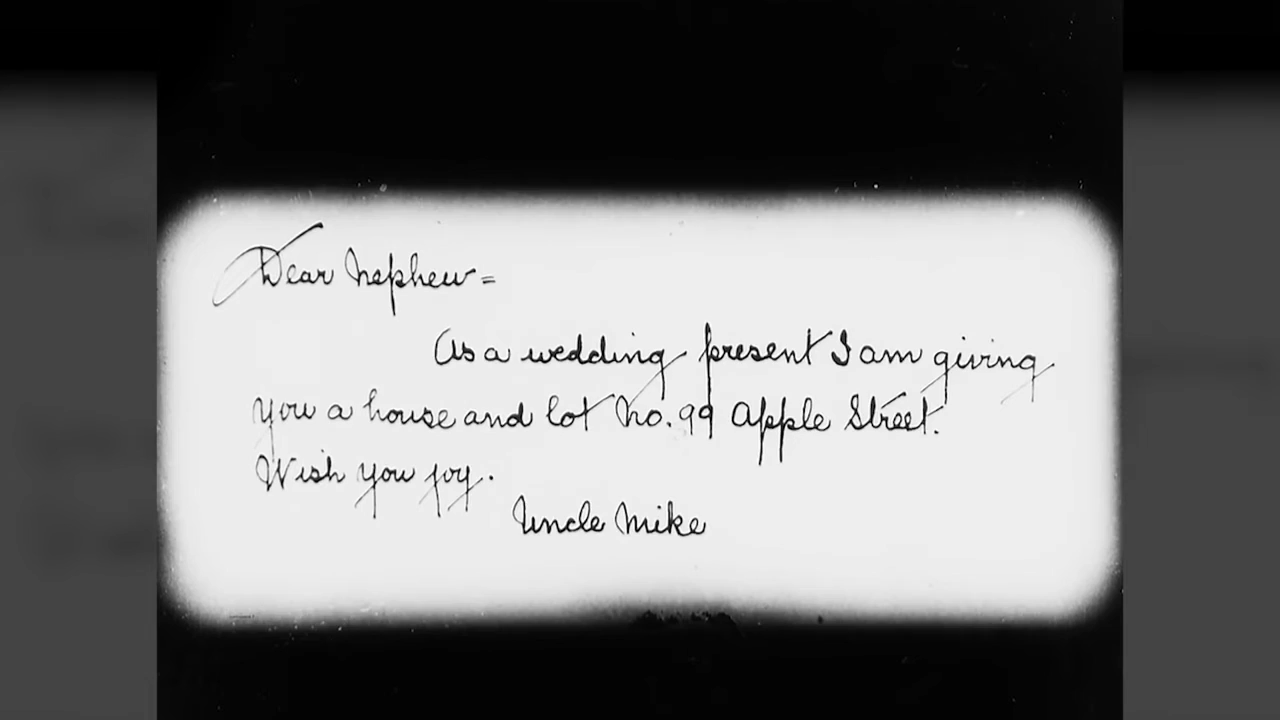 Dear Nephew=
As a wedding present I am giving
you a house and lot No. 99 Apple Street.
Wish you joy.
Uncle Mike